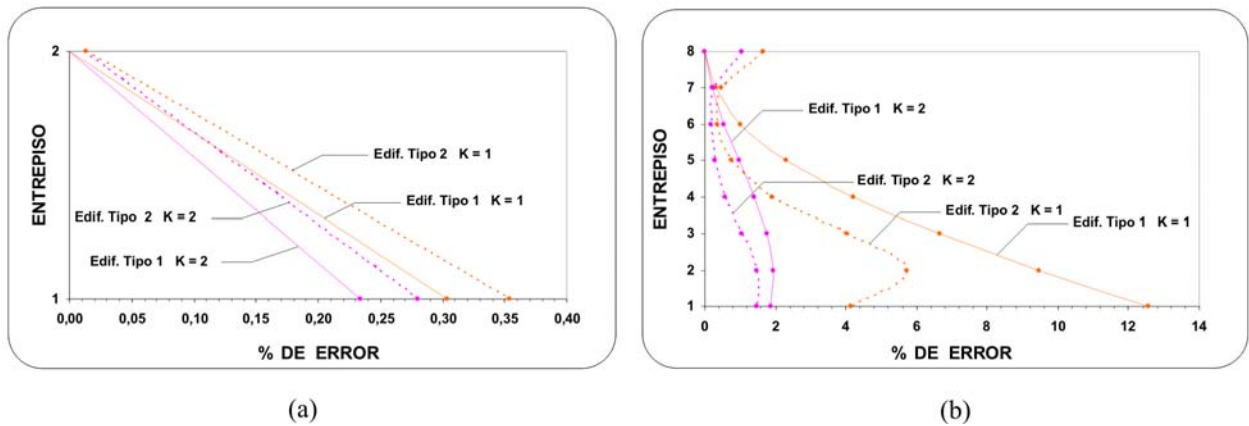 2
1
ENTREPISO
Edif. Tipo 2 K = 1
Edif. Tipo 1 K = 1
Edif. Tipo 2 K = 2
Edif. Tipo 1 K = 2
0,00 0,05 0,10 0,15 0,20 0,25 0,30 0,35 0,40
% DE ERROR
(a)
8
7
6
5
4
3
2
1
ENTREPISO
Edif. Tipo 1 K = 2
Edif. Tipo 2 K = 2
Edif. Tipo 2 K = 1
Edif. Tipo 1 K = 1
0 2 4 6 8 10 12 14
% DE ERROR
(b)